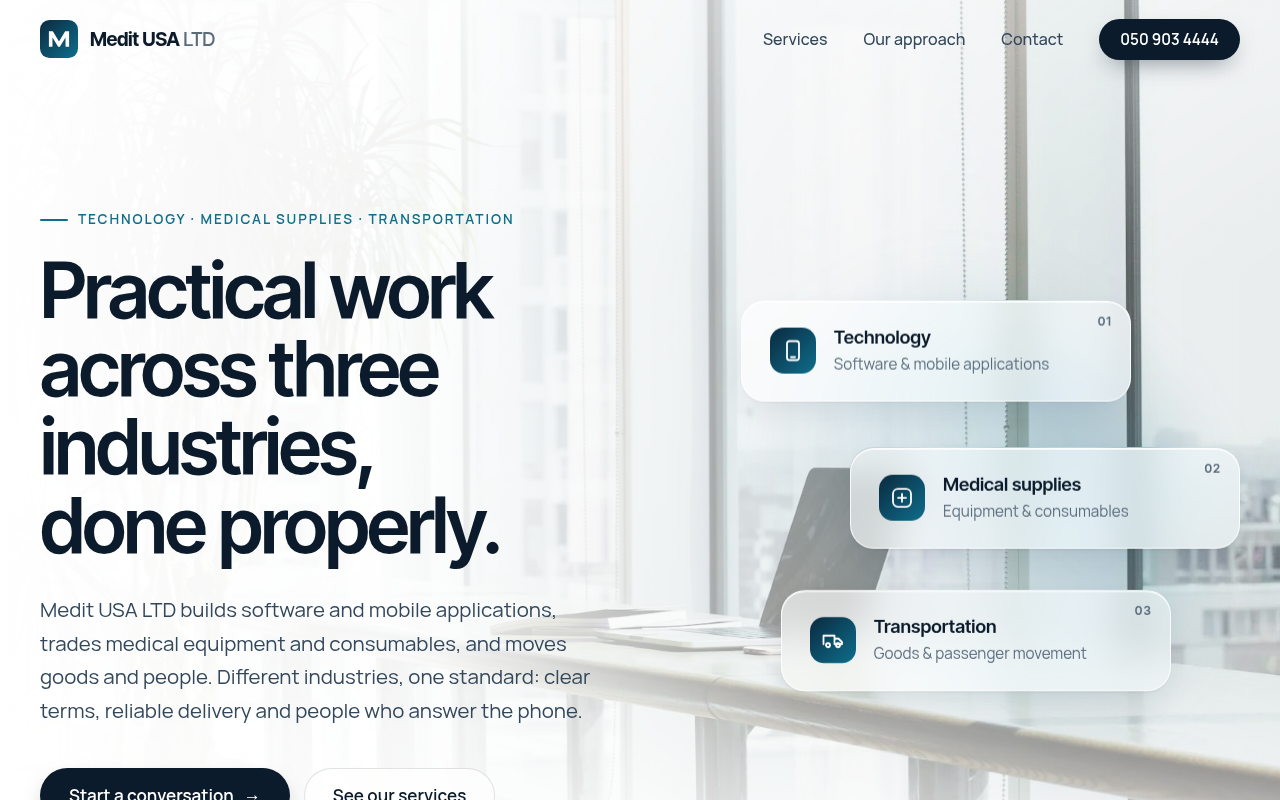 M Medit USA LTD
Services Our approach Contact 050 903 4444
TECHNOLOGY · MEDICAL SUPPLIES · TRANSPORTATION
Practical work
across three
industries,
done properly.
Medit USA LTD builds software and mobile applications,
trades medical equipment and consumables, and moves
goods and people. Different industries, one standard: clear
terms, reliable delivery and people who answer the phone.
Start a conversation → See our services
01
Technology
Software & mobile applications
02
Medical supplies
Equipment & consumables
03
Transportation
Goods & passenger movement